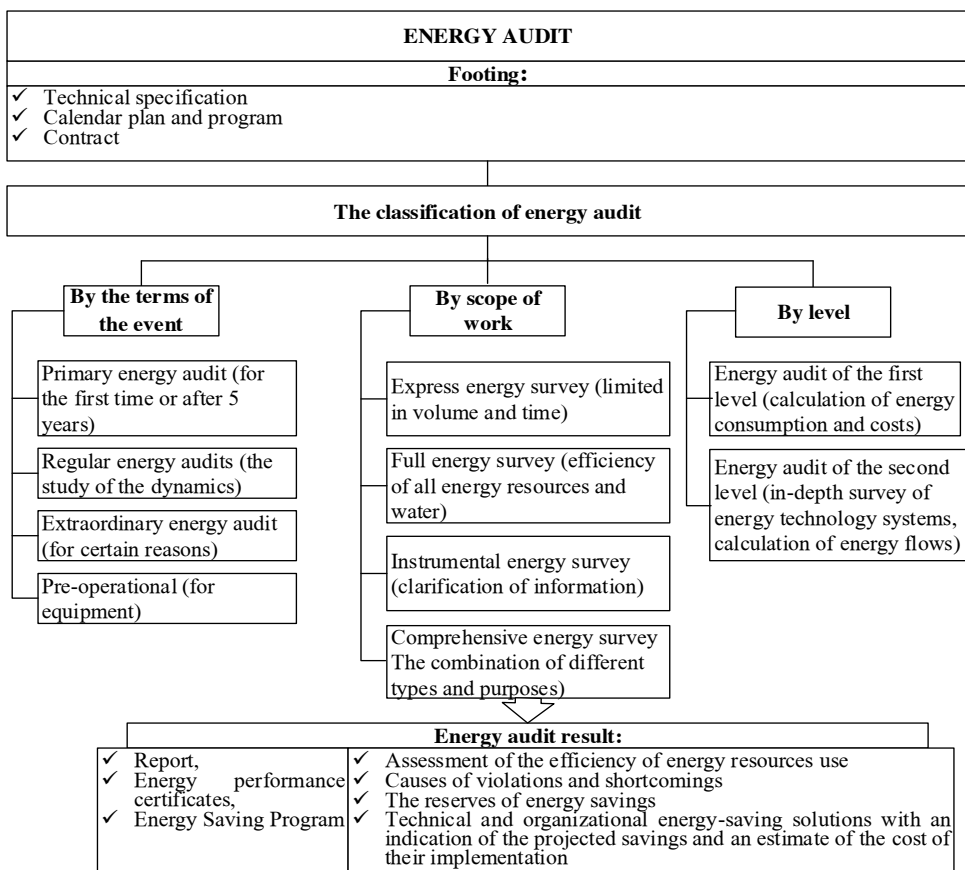 ENERGY AUDIT
Footing:
✓ Technical specification
✓ Calendar plan and program
✓ Contract
The classification of energy audit
By the terms of
the event
Primary energy audit (for
the first time or after 5
years)
Regular energy audits (the
study of the dynamics)
Extraordinary energy audit
(for certain reasons)
Pre-operational (for
equipment)
By scope of
work
Express energy survey (limited
in volume and time)
Full energy survey (efficiency
of all energy resources and
water)
Instrumental energy survey
(clarification of information)
Comprehensive energy survey
The combination of different
types and purposes)
By level
Energy audit of the first
level (calculation of energy
consumption and costs)
Energy audit of the second
level (in-depth survey of
energy technology systems,
calculation of energy flows)
Energy audit result:
✓ Report,
✓ Energy performance
certificates,
✓ Energy Saving Program
✓ Assessment of the efficiency of energy resources use
✓ Causes of violations and shortcomings
✓ The reserves of energy savings
✓ Technical and organizational energy-saving solutions with an
indication of the projected savings and an estimate of the cost of
their implementation